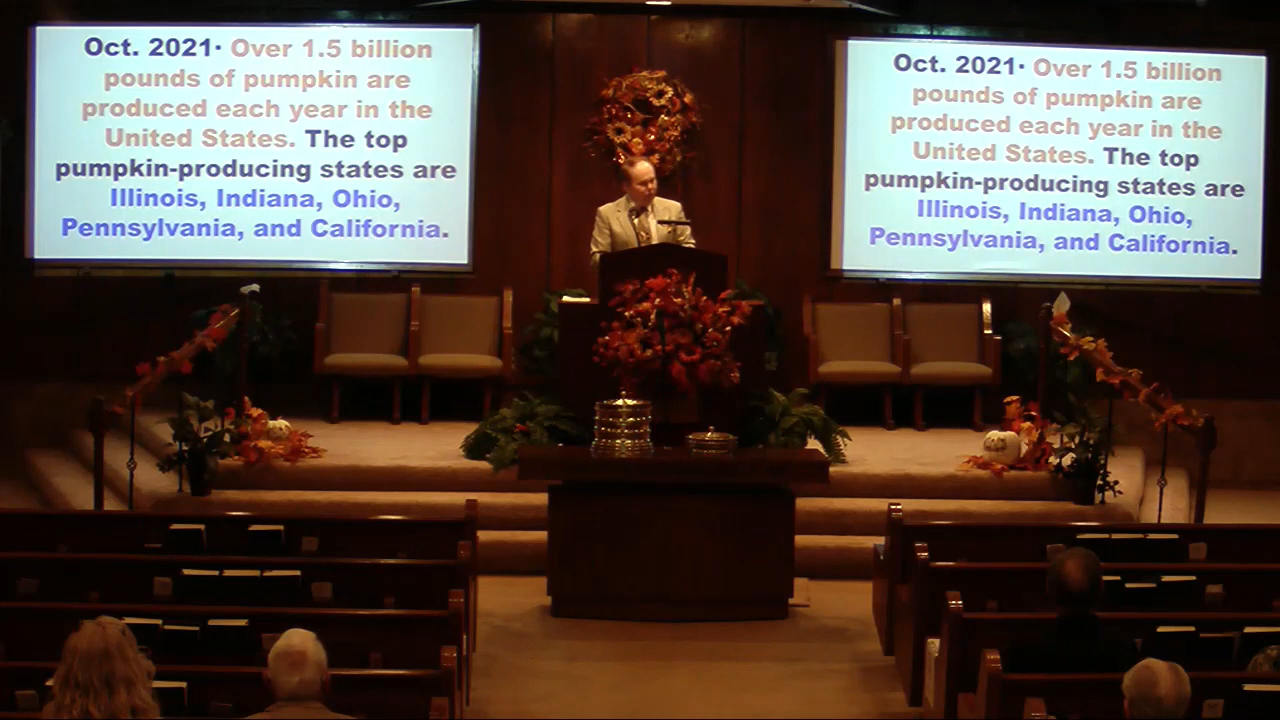 Oct. 2021· Over 1.5 billion
pounds of pumpkin are
produced each year in the
United States. The top
pumpkin-producing states are
Illinois, Indiana, Ohio,
Pennsylvania, and California.
Oct. 2021· Over 1.5 billion
pounds of pumpkin are
produced each year in the
United States. The top
pumpkin-producing states are
Illinois, Indiana, Ohio,
Pennsylvania, and California.